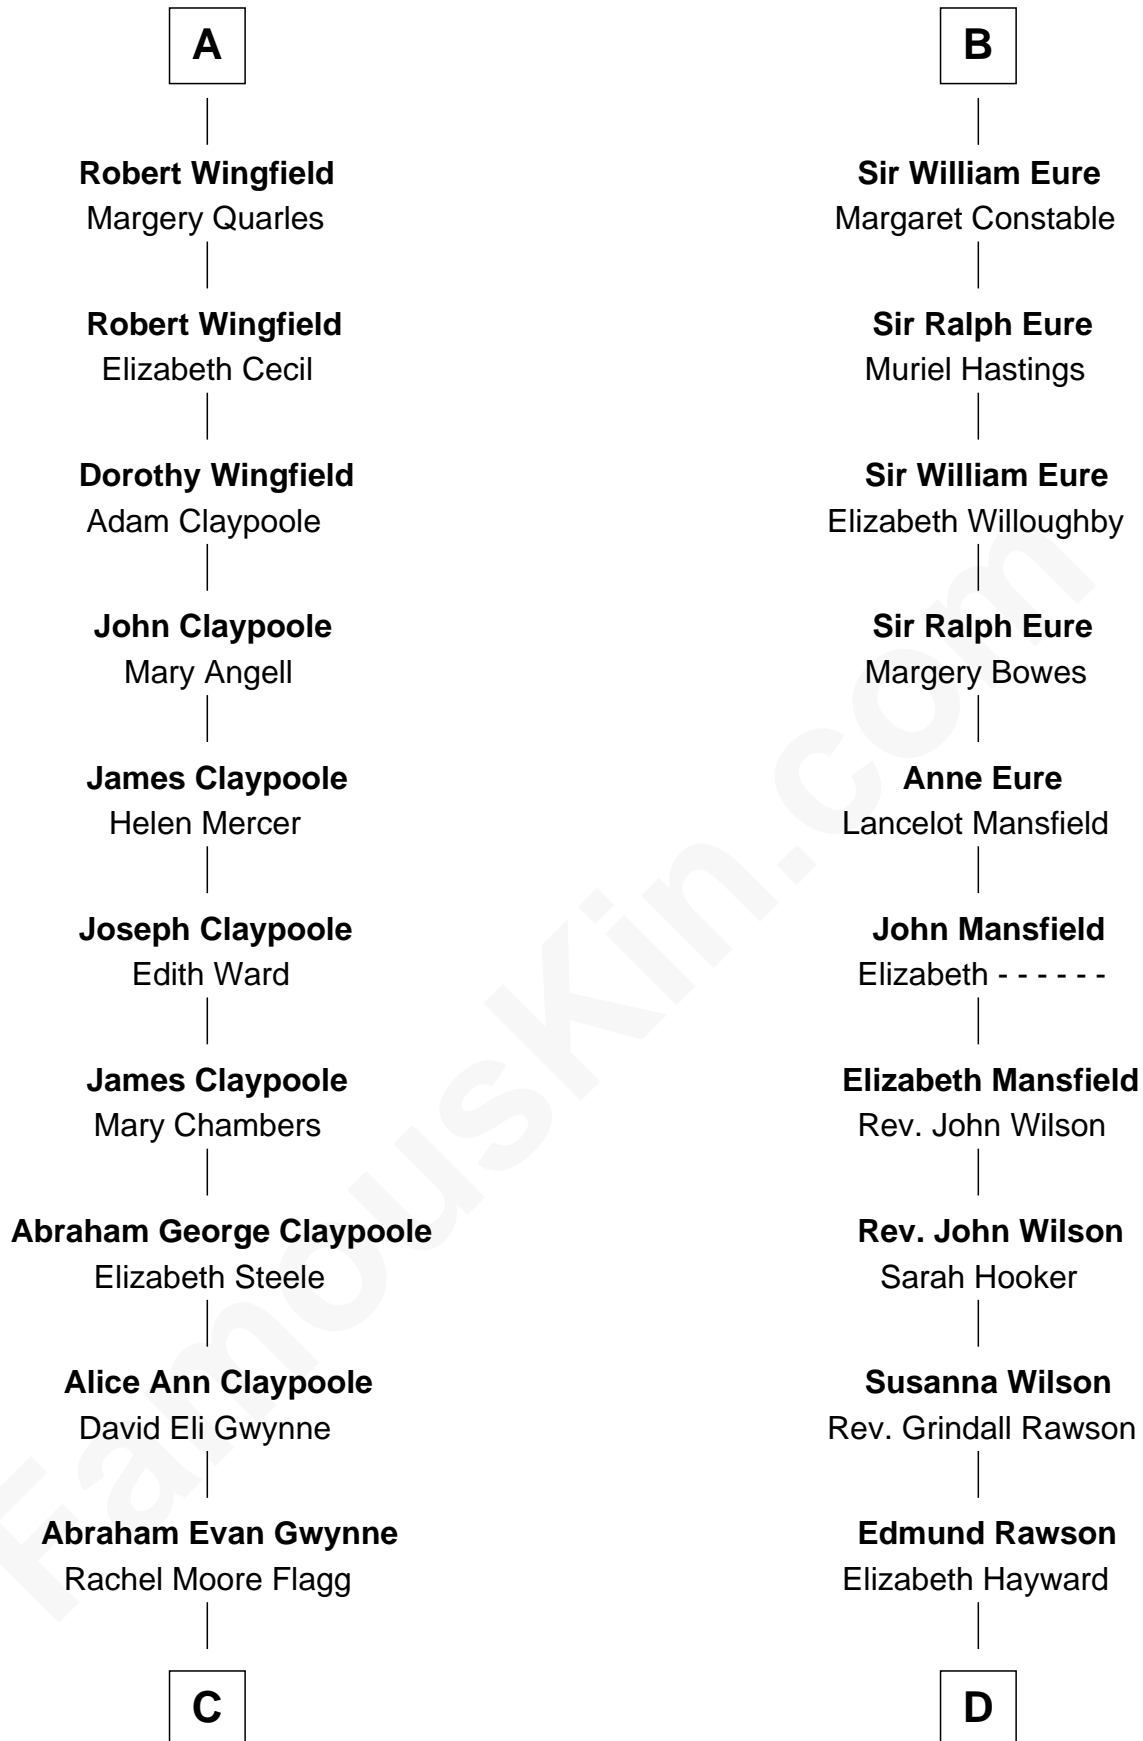 A
Robert Wingfield
Margery Quarles
Robert Wingfield
Elizabeth Cecil
Dorothy Wingfield
Adam Claypoole
John Claypoole
Mary Angell
James Claypoole
Helen Mercer
Joseph Claypoole
Edith Ward
James Claypoole
Mary Chambers
Abraham George Claypoole
Elizabeth Steele
Alice Ann Claypoole
David Eli Gwynne
Abraham Evan Gwynne
Rachel Moore Flagg
C
B
Sir William Eure
Margaret Constable
Sir Ralph Eure
Muriel Hastings
Sir William Eure
Elizabeth Willoughby
Sir Ralph Eure
Margery Bowes
Anne Eure
Lancelot Mansfield
John Mansfield
Elizabeth - - - - - -
Elizabeth Mansfield
Rev. John Wilson
Rev. John Wilson
Sarah Hooker
Susanna Wilson
Rev. Grindall Rawson
Edmund Rawson
Elizabeth Hayward
D
FamousKin.com